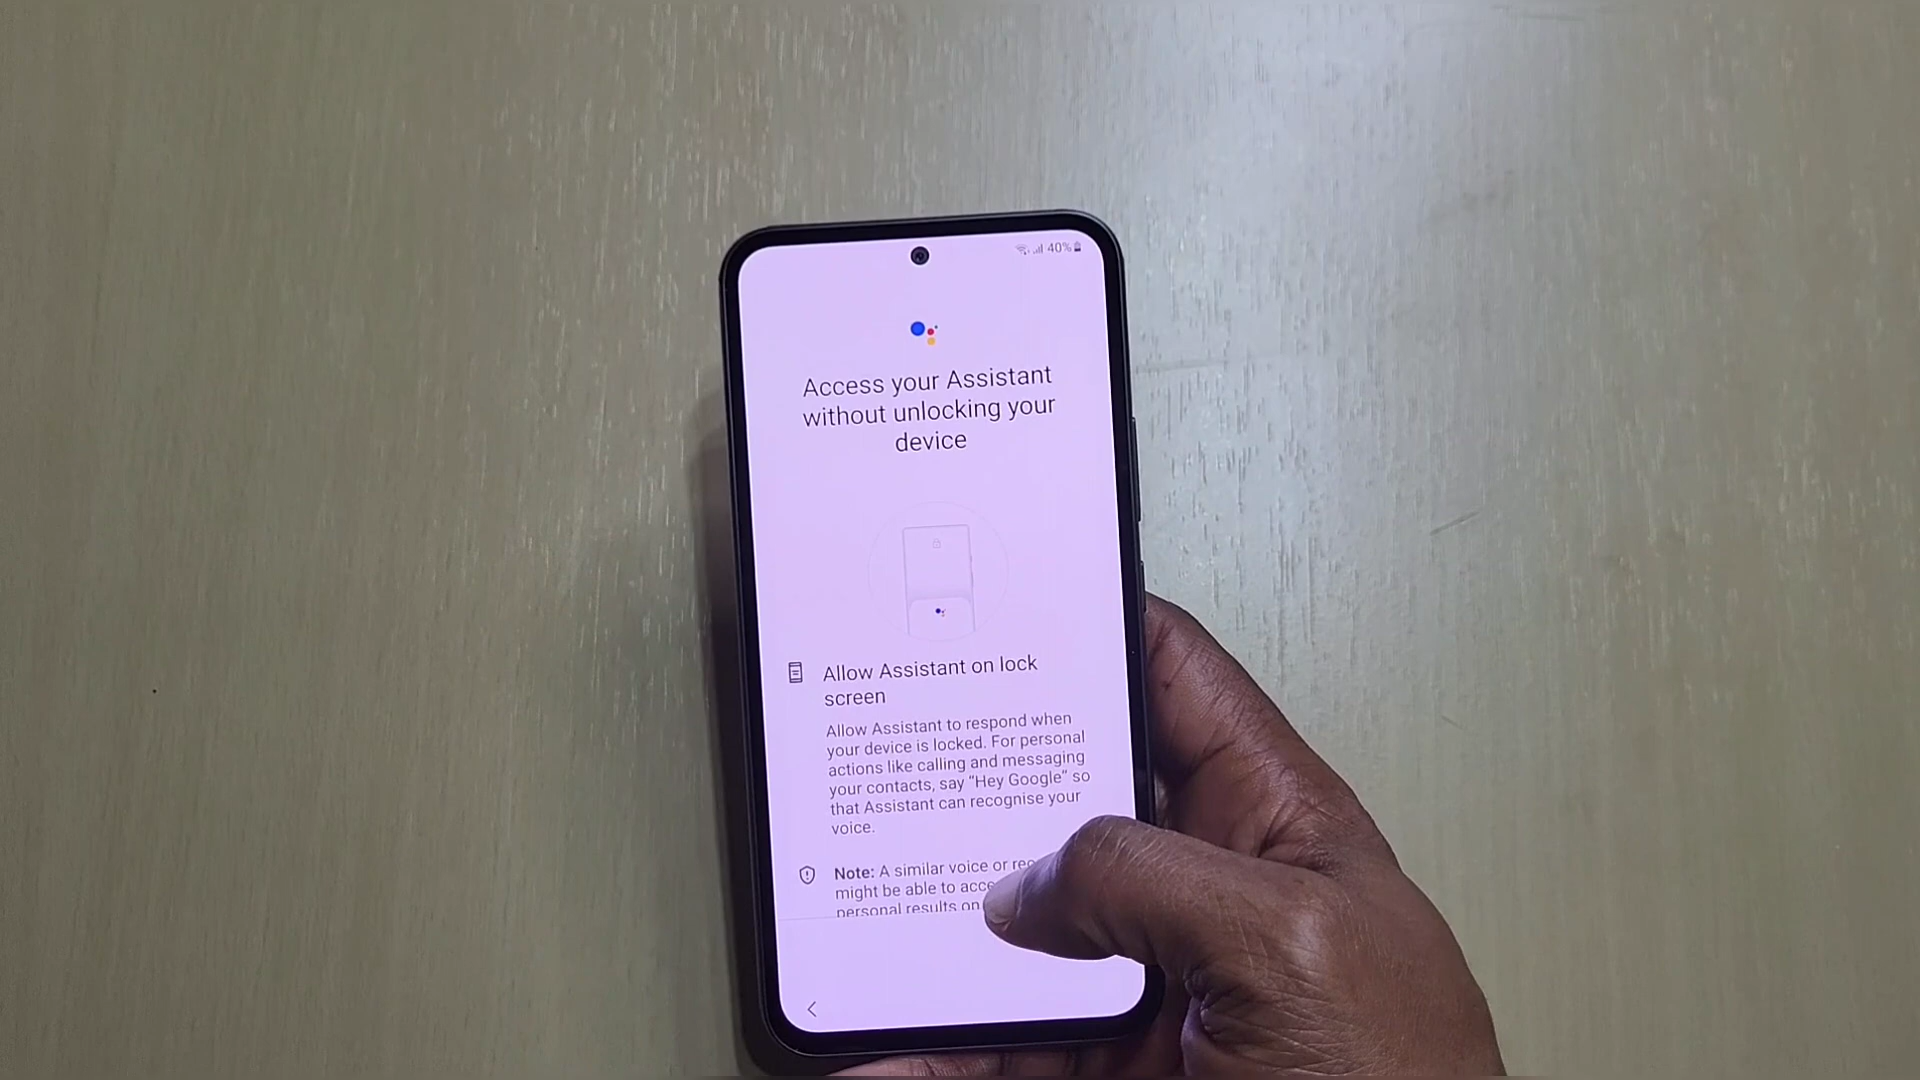 40%
Access your Assistant
without unlocking your
device
Allow Assistant on lock
screen
Allow Assistant to respond when
your device is locked. For personal
actions like calling and messaging
your contacts, say “Hey Google” so
that Assistant can recognise your
voice.
Note: A similar voice or
might be able to
personal results on